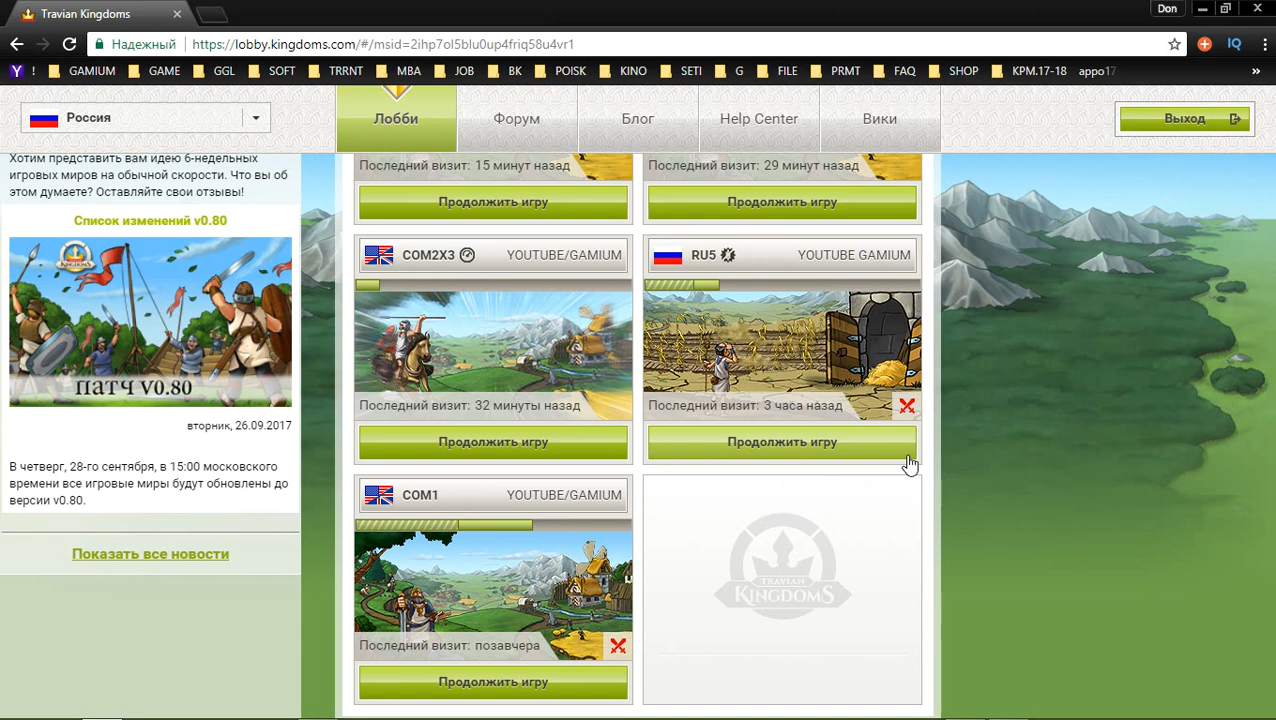 Travian Kingdoms
Don
Надежный
https://lobby.kingdoms.com/#/msid=2ihp7ol5blu0up4friq58u4vr1
IQ
Y ! GAMIUM GAME GGL SOFT TRRNT MBA JOB BK POISK KINO SETI G FILE PRMT FAQ SHOP KPM.17-18 appo17 »
Россия
Лобби
Форум
Блог
Help Center
Вики
Выход
Хотим представить вам идею 6-недельных
игровых миров на обычной скорости. Что вы об
этом думаете? Оставляйте свои отзывы!
Список изменений v0.80
KINGDOMS
патч v0.80
вторник, 26.09.2017
В четверг, 28-го сентября, в 15:00 московского
времени все игровые миры будут обновлены до
версии v0.80.
Показать все новости
Последний визит: 15 минут назад
Продолжить игру
Последний визит: 29 минут назад
Продолжить игру
COM2X3 YOUTUBE/GAMIUM
Последний визит: 32 минуты назад
Продолжить игру
RU5 YOUTUBE GAMIUM
Последний визит: 3 часа назад
Продолжить игру
COM1 YOUTUBE/GAMIUM
Последний визит: позавчера
Продолжить игру
TRAVIAN
KINGDOMS